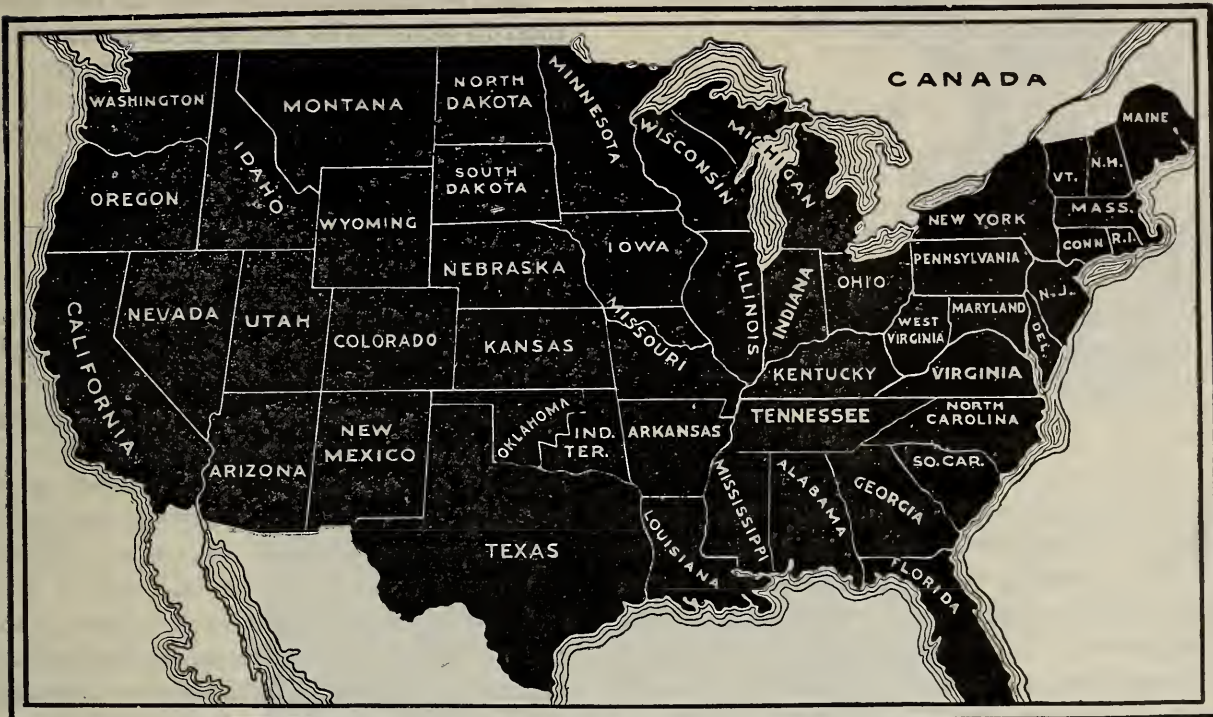 CANADA
WASHINGTON
MONTANA
NORTH
DAKOTA
MINNESOTA
WISCONSIN
MICHIGAN
MAINE
VT.
N.H.
OREGON
IDAHO
WYOMING
SOUTH
DAKOTA
IOWA
NEW YORK
MASS.
CONN
R.I.
NEBRASKA
ILLINOIS
INDIANA
OHIO
PENNSYLVANIA
N.J.
CALIFORNIA
NEVADA
UTAH
COLORADO
KANSAS
MISSOURI
KENTUCKY
WEST
VIRGINIA
MARYLAND
DEL.
VIRGINIA
ARIZONA
NEW
MEXICO
OKLAHOMA
IND.
TER.
ARKANSAS
TENNESSEE
NORTH
CAROLINA
SO. CAR.
TEXAS
LOUISIANA
MISSISSIPPI
ALABAMA
GEORGIA
FLORIDA